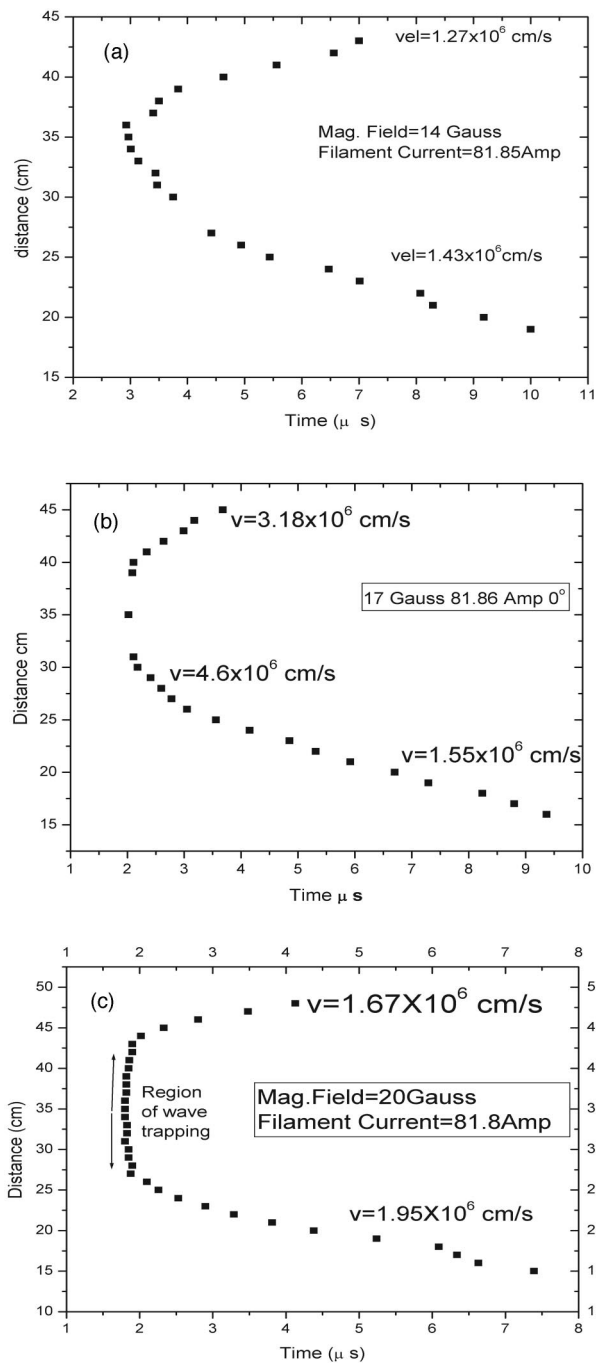 45
(a)
vel=1.27x10⁶ cm/s
40
35
Mag. Field=14 Gauss
Filament Current=81.85Amp
30
distance (cm)
25
vel=1.43x10⁶cm/s
20
15
2 3 4 5 6 7 8 9 10 11
Time (μ s)
45
(b)
v=3.18x10⁶ cm/s
40
17 Gauss 81.86 Amp 0°
35
30
v=4.6x10⁶ cm/s
Distance cm
25
20
v=1.55x10⁶ cm/s
15
1 2 3 4 5 6 7 8 9 10
Time μ s
1 2 3 4 5 6 7 8
50 5
(c)
v=1.67X10⁶ cm/s
45 4
40 4
Region
of wave
trapping
Mag.Field=20Gauss
Filament Current=81.8Amp
35 3
30 3
Distance (cm)
25 2
v=1.95X10⁶ cm/s
20 2
15 1
10 1
1 2 3 4 5 6 7 8
Time (μ s)